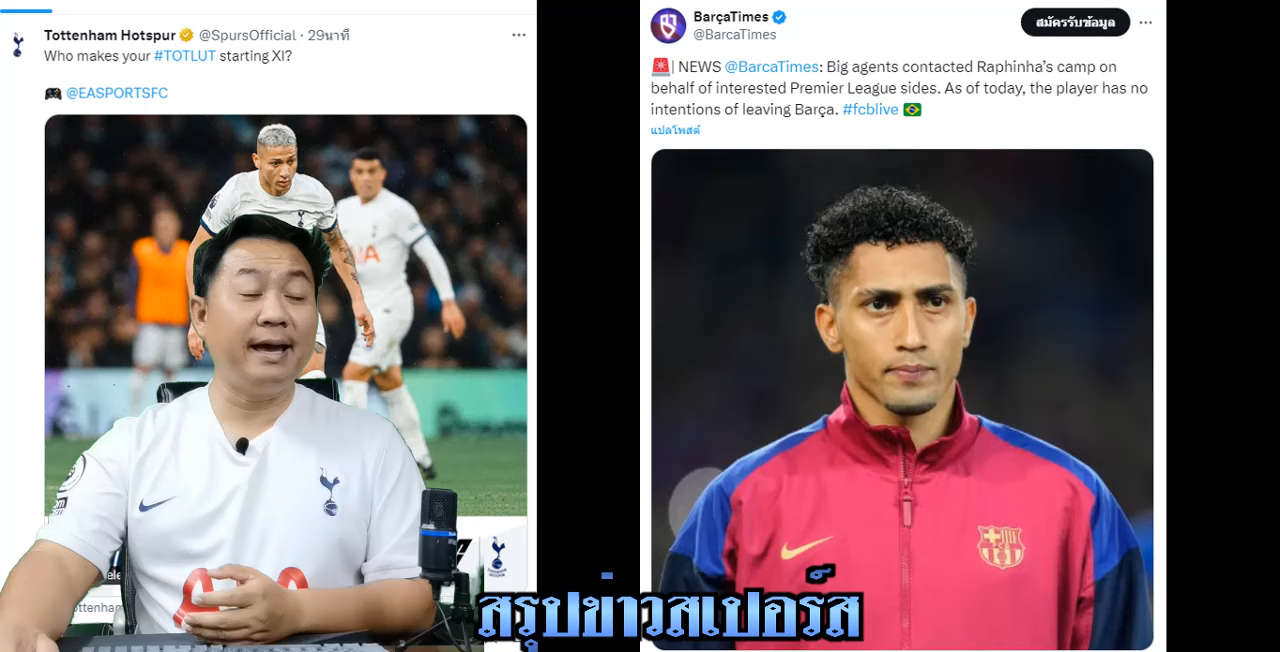 Tottenham Hotspur @SpursOfficial · 29นาที
Who makes your #TOTLUT starting XI?
@EASPORTSFC
BarçaTimes
@BarcaTimes
สมัครรับข้อมูล
| NEWS @BarcaTimes: Big agents contacted Raphinha's camp on
behalf of interested Premier League sides. As of today, the player has no
intentions of leaving Barça. #fcblive
แปลโพสต์
สรุปข่าวสเปอร์ส